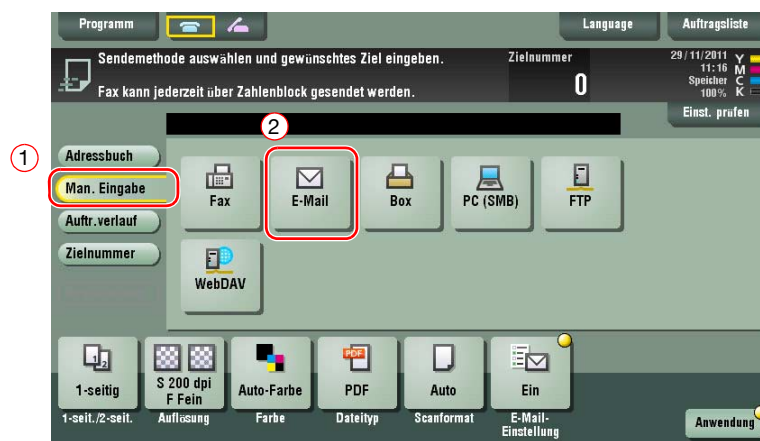 Programm
Language
Auftragsliste
Sendemethode auswählen und gewünschtes Ziel eingeben.
Fax kann jederzeit über Zahlenblock gesendet werden.
Zielnummer
0
29/11/2011
11:16
Speicher
100%
Y
M
C
K
Einst. prüfen
2
1
Adressbuch
Man. Eingabe
Auftr.verlauf
Zielnummer
Fax
E-Mail
Box
PC (SMB)
FTP
WebDAV
1-seitig
S 200 dpi
F Fein
Auto-Farbe
PDF
PDF
Auto
Ein
1-seit./2-seit.
Auflösung
Farbe
Dateityp
Scanformat
E-Mail-
Einstellung
Anwendung